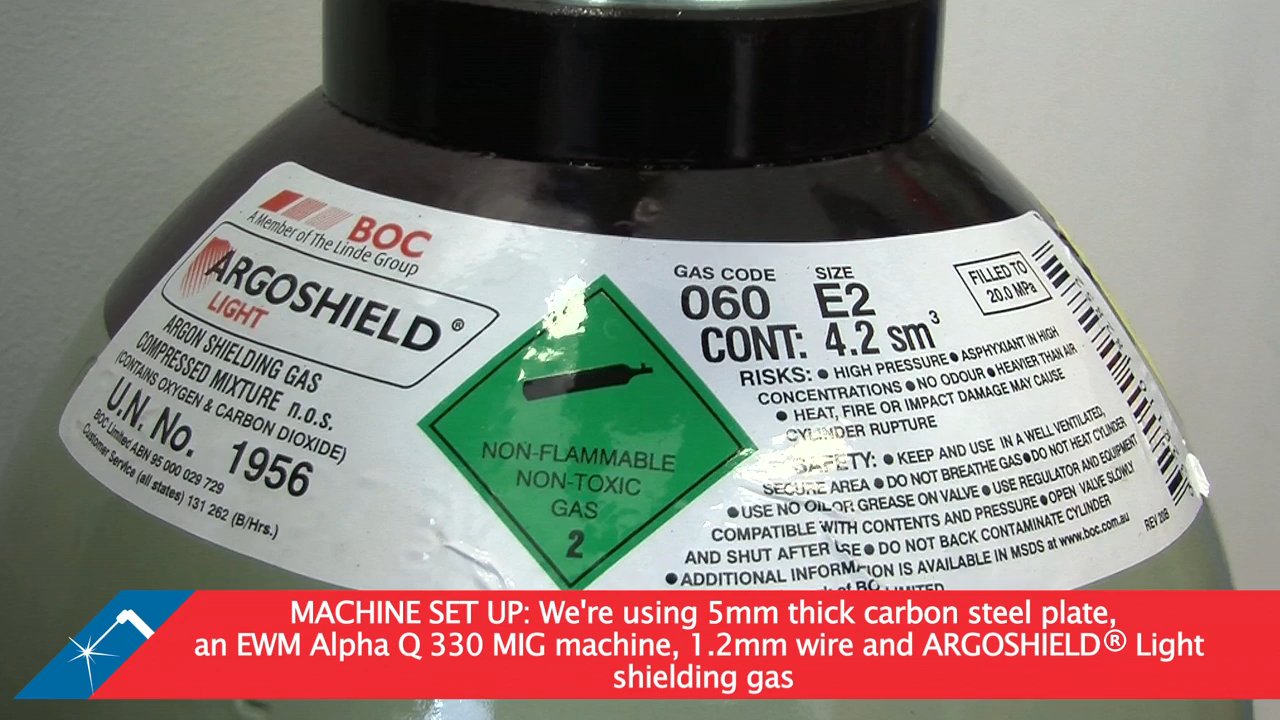 BOC
A Member of The Linde Group
ARGOSHIELD®
LIGHT
ARGON SHIELDING GAS
COMPRESSED MIXTURE n.o.s.
(CONTAINS OXYGEN & CARBON DIOXIDE)
U.N. No. 1956
BOC Limited ABN 95 000 029 729
Customer Service (all states) 131 262 (B/Hrs.)
NON-FLAMMABLE
NON-TOXIC
GAS
2
GAS CODE SIZE
060 E2
CONT: 4.2 sm³
FILLED TO
20.0 MPa
RISKS: ● HIGH PRESSURE ● ASPHYXIANT IN HIGH
CONCENTRATIONS ● NO ODOUR ● HEAVIER THAN AIR
● HEAT, FIRE OR IMPACT DAMAGE MAY CAUSE
CYLINDER RUPTURE
SAFETY: ● KEEP AND USE IN A WELL VENTILATED,
SECURE AREA ● DO NOT BREATHE GAS ● DO NOT HEAT CYLINDER
● USE NO OIL OR GREASE ON VALVE ● USE REGULATOR AND EQUIPMENT
COMPATIBLE WITH CONTENTS AND PRESSURE ● OPEN VALVE SLOWLY
AND SHUT AFTER USE ● DO NOT BACK CONTAMINATE CYLINDER
● ADDITIONAL INFORMATION IS AVAILABLE IN MSDS at www.boc.com.au
REV 20B
of BOC LIMITED
MACHINE SET UP: We're using 5mm thick carbon steel plate,
an EWM Alpha Q 330 MIG machine, 1.2mm wire and ARGOSHIELD® Light
shielding gas